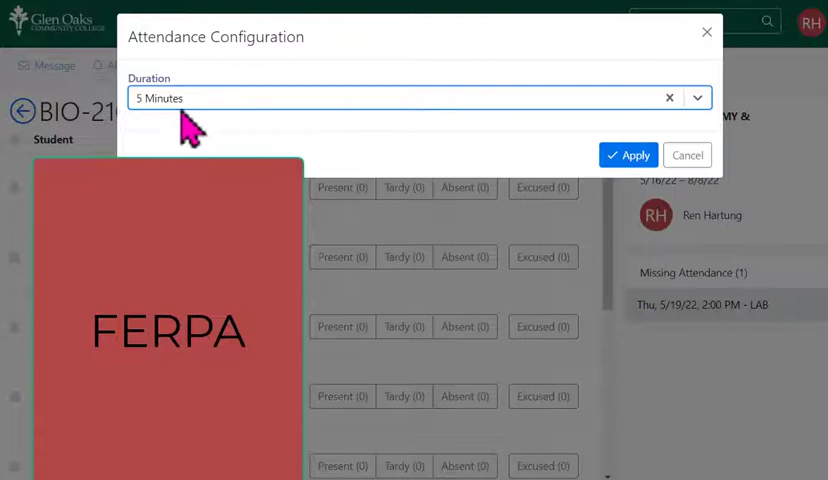 Glen Oaks
COMMUNITY COLLEGE
Attendance Configuration
RH
Message
Duration
5 Minutes
BIO-210
MY &
Student
Apply
Cancel
5/16/22 – 8/8/22
Present (0) Tardy (0) Absent (0) Excused (0)
RH Ren Hartung
Present (0) Tardy (0) Absent (0) Excused (0)
Missing Attendance (1)
Thu, 5/19/22, 2:00 PM - LAB
FERPA
Present (0) Tardy (0) Absent (0) Excused (0)
Present (0) Tardy (0) Absent (0) Excused (0)
Present (0) Tardy (0) Absent (0) Excused (0)